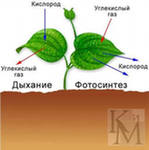 Кислород
Углекислый
газ
Углекислый
газ
Кислород
Дыхание
Фотосинтез
КМ